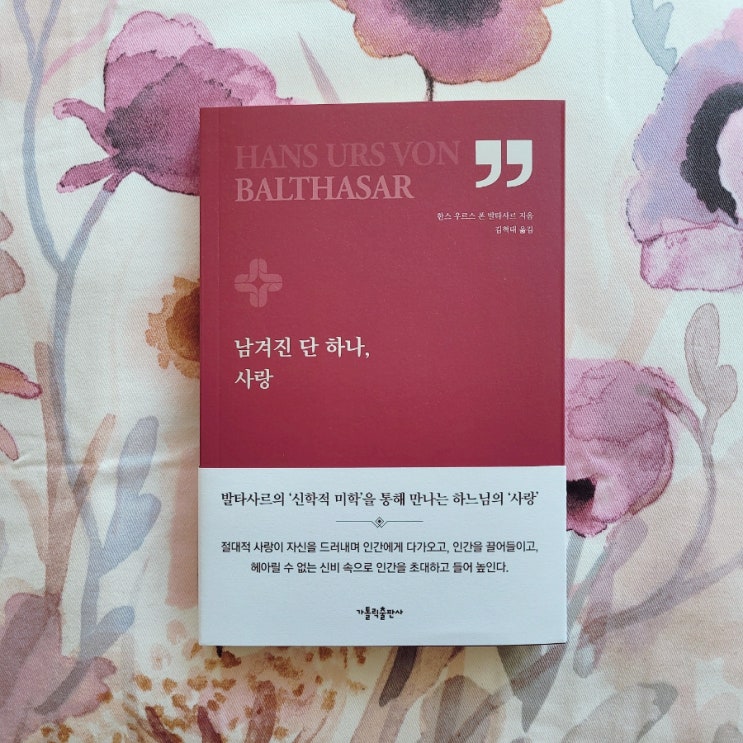 HANS URS VON
BALTHASAR
한스 우르스 폰 발타사르 지음
김혁태 옮김
남겨진 단 하나,
사랑
발타사르의 ‘신학적 미학’을 통해 만나는 하느님의 ‘사랑’
절대적 사랑이 자신을 드러내며 인간에게 다가오고, 인간을 끌어들이고,
헤아릴 수 없는 신비 속으로 인간을 초대하고 들어 높인다.
가톨릭출판사